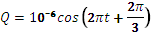 Q = 10⁻⁶cos (2πt + 2π/3)